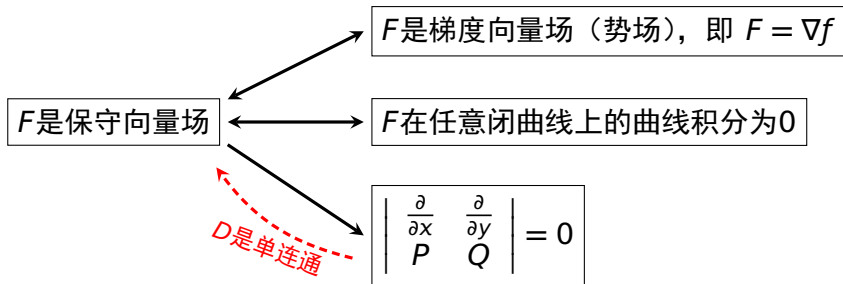 F是梯度向量场（势场），即 F = ∇f
F是保守向量场
F在任意闭曲线上的曲线积分为0
D是单连通
| ∂/∂x ∂/∂y |
| P Q | = 0